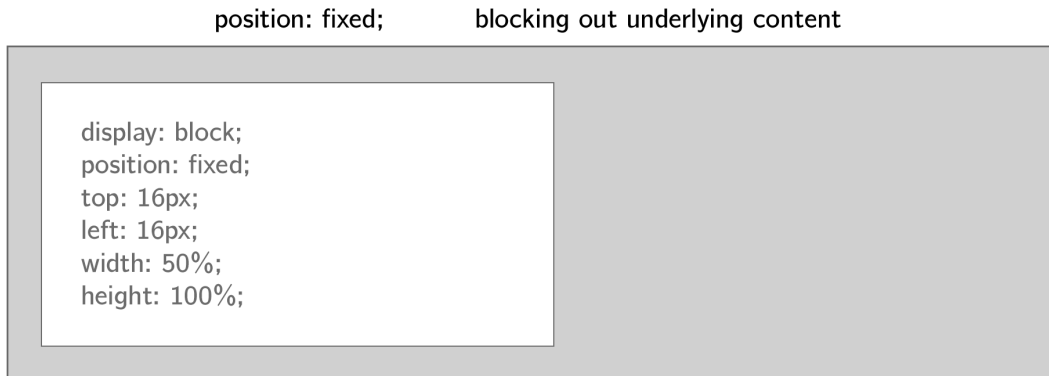 position: fixed; blocking out underlying content
display: block;
position: fixed;
top: 16px;
left: 16px;
width: 50%;
height: 100%;